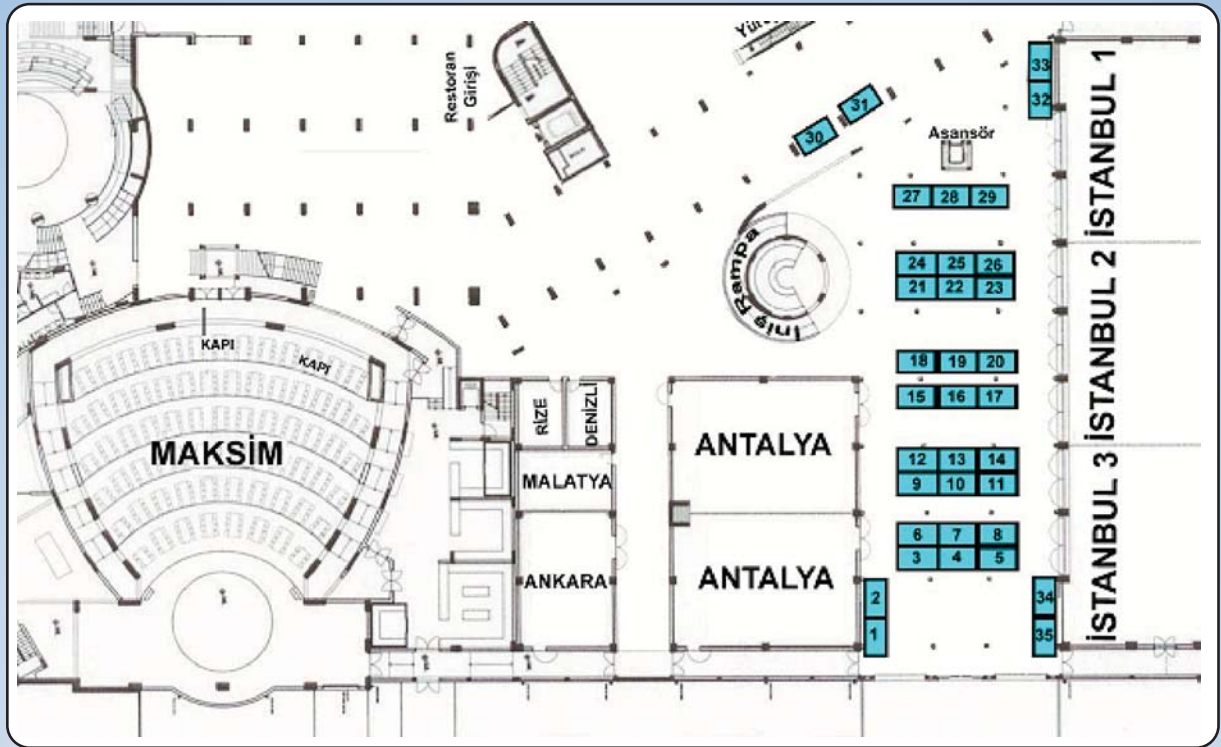 Yürü
Restoran
Girişi
33
32
31
30
Asansör
27 28 29
İniş Rampa
24 25 26
21 22 23
18 19 20
15 16 17
12 13 14
9 10 11
6 7 8
3 4 5
2
1
34
35
İSTANBUL 1
İSTANBUL 2
İSTANBUL 3
KAPI
KAPI
MAKSİM
RİZE
DENİZLİ
MALATYA
ANKARA
ANTALYA
ANTALYA